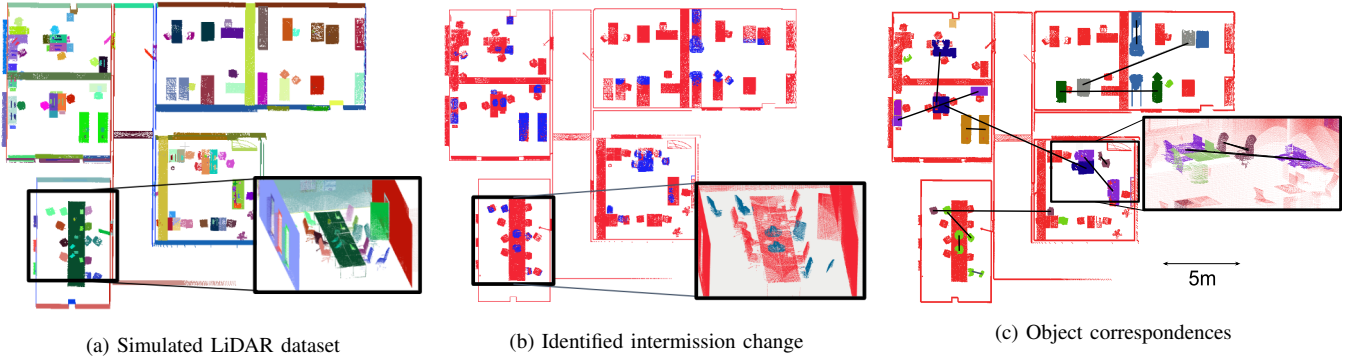 5m
(a) Simulated LiDAR dataset
(b) Identified intermission change
(c) Object correspondences